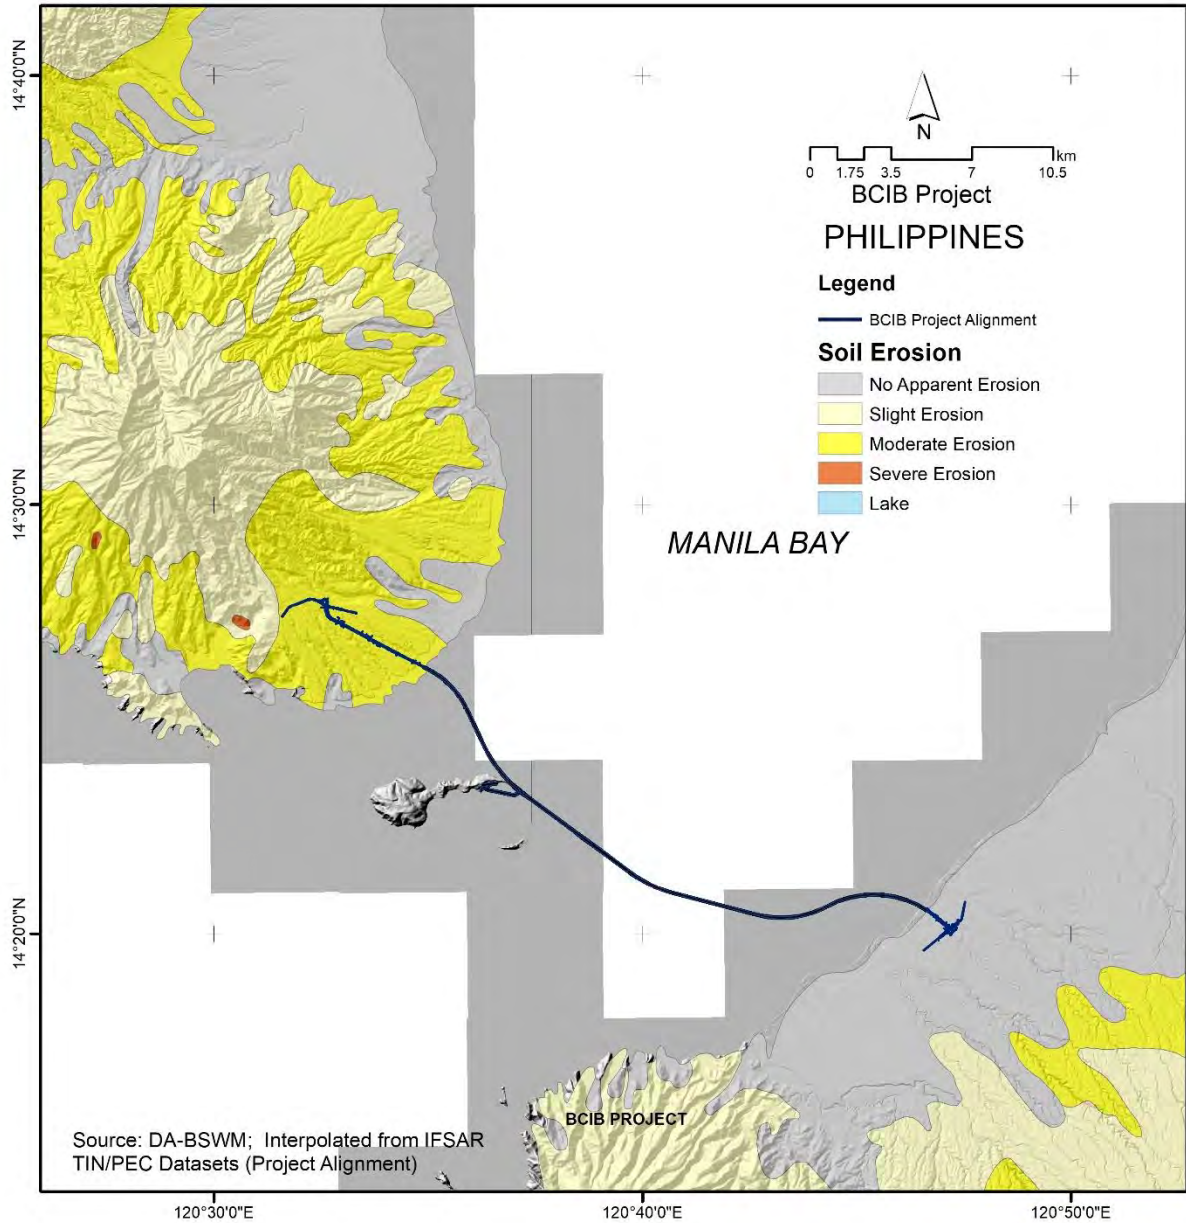 14°40'0"N
N
km
0 1.75 3.5 7 10.5
BCIB Project
PHILIPPINES
Legend
BCIB Project Alignment
Soil Erosion
No Apparent Erosion
Slight Erosion
Moderate Erosion
Severe Erosion
Lake
14°30'0"N
MANILA BAY
14°20'0"N
BCIB PROJECT
Source: DA-BSWM; Interpolated from IFSAR
TIN/PEC Datasets (Project Alignment)
120°30'0"E 120°40'0"E 120°50'0"E